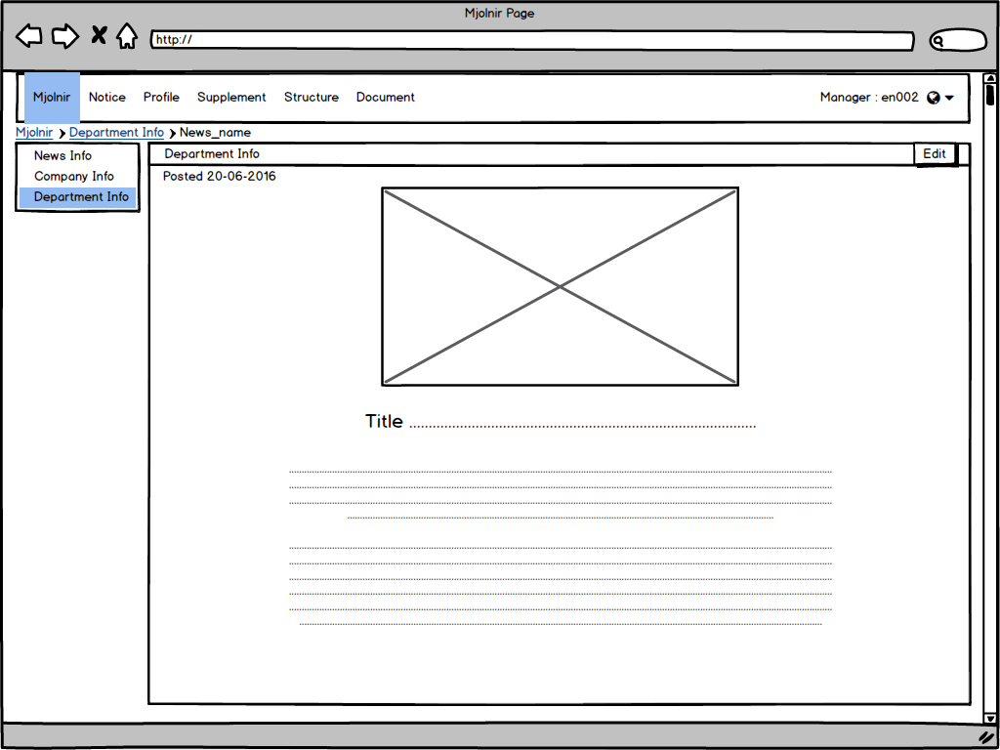 Mjolnir Page
http://
Mjolnir Notice Profile Supplement Structure Document Manager : en002
Mjolnir Department Info News_name
News Info
Company Info
Department Info
Department Info Edit
Posted 20-06-2016
Title ..........................................................................................